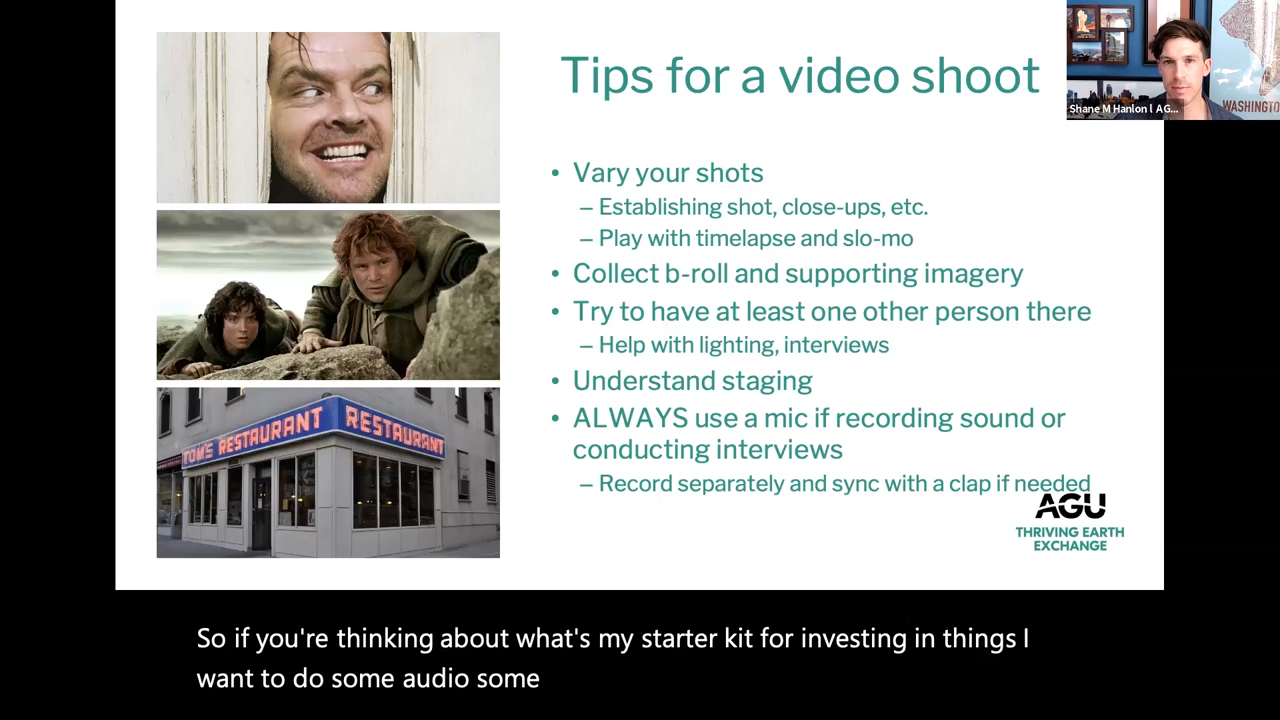 Tips for a video shoot
Shane M Hanlon l AG...
WASHINGTO
• Vary your shots
– Establishing shot, close-ups, etc.
– Play with timelapse and slo-mo
• Collect b-roll and supporting imagery
• Try to have at least one other person there
– Help with lighting, interviews
• Understand staging
• ALWAYS use a mic if recording sound or
conducting interviews
– Record separately and sync with a clap if needed
TOM'S RESTAURANT
RESTAURANT
AGU
THRIVING EARTH
EXCHANGE
So if you're thinking about what's my starter kit for investing in things I
want to do some audio some